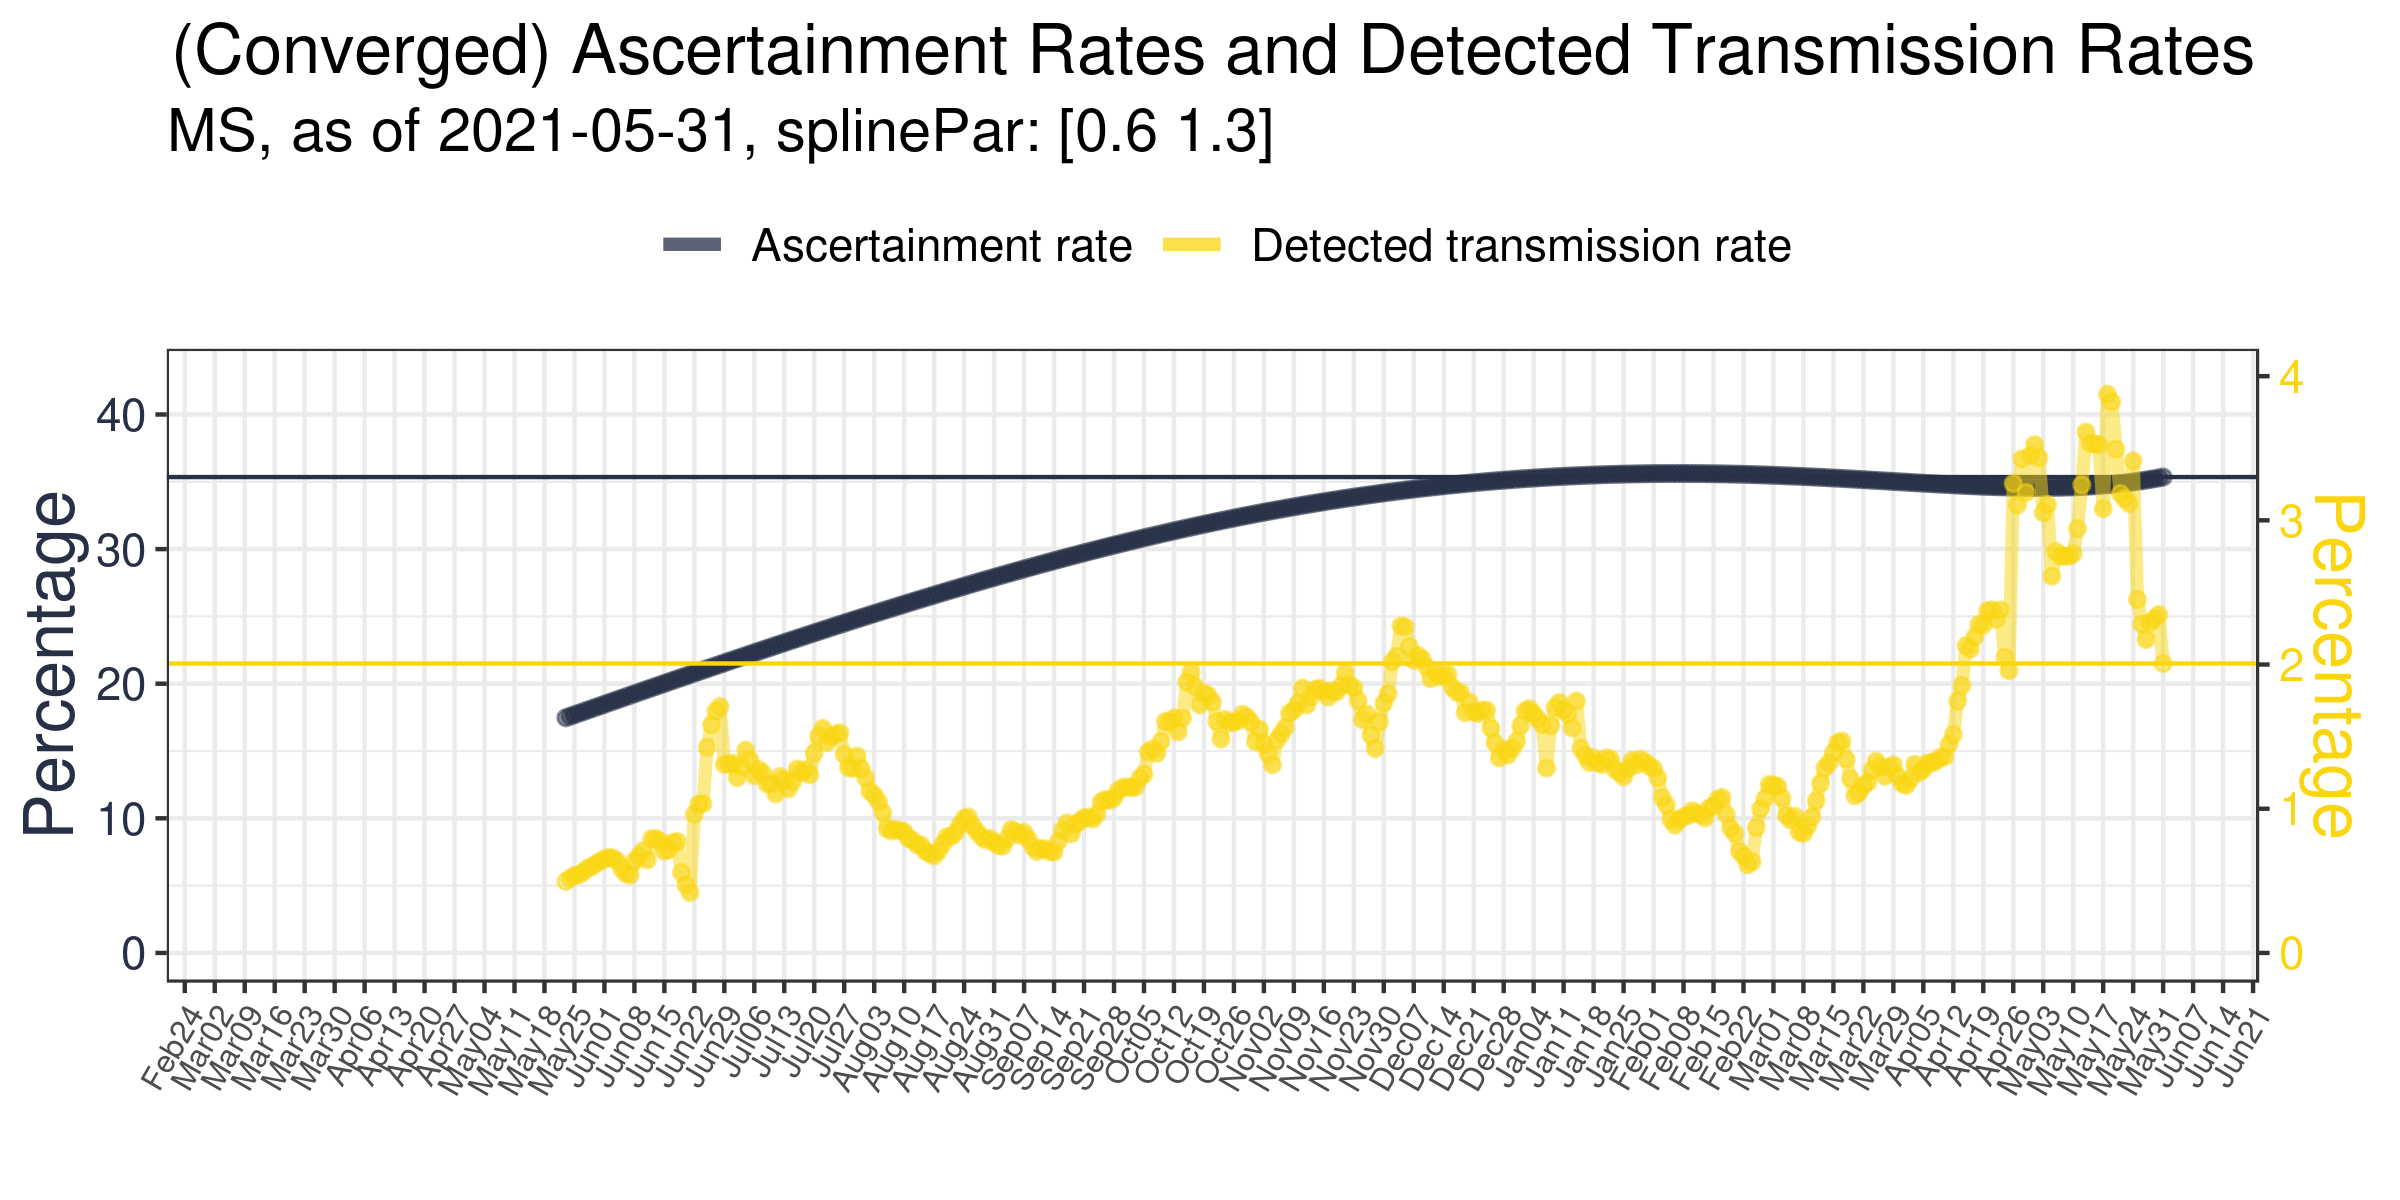 (Converged) Ascertainment Rates and Detected Transmission Rates
MS, as of 2021-05-31, splinePar: [0.6 1.3]
Ascertainment rate
Detected transmission rate
Percentage
40
30
20
10
0
4
3
2
1
0
Percentage
Feb24
Mar02
Mar09
Mar16
Mar23
Mar30
Apr06
Apr13
Apr20
Apr27
May04
May11
May18
May25
Jun01
Jun08
Jun15
Jun22
Jun29
Jul06
Jul13
Jul20
Jul27
Aug03
Aug10
Aug17
Aug24
Aug31
Sep07
Sep14
Sep21
Sep28
Oct05
Oct12
Oct19
Oct26
Nov02
Nov09
Nov16
Nov23
Nov30
Dec07
Dec14
Dec21
Dec28
Jan04
Jan11
Jan18
Jan25
Feb01
Feb08
Feb15
Feb22
Mar01
Mar08
Mar15
Mar22
Mar29
Apr05
Apr12
Apr19
Apr26
May03
May10
May17
May24
May31
Jun07
Jun14
Jun21